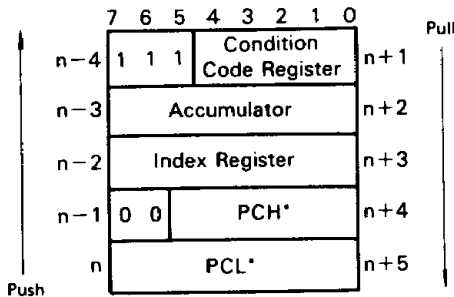 7 6 5 4 3 2 1 0
Pull
n-4 1 1 1 Condition Code Register n+1
n-3 Accumulator n+2
n-2 Index Register n+3
n-1 0 0 PCH* n+4
n PCL* n+5
Push